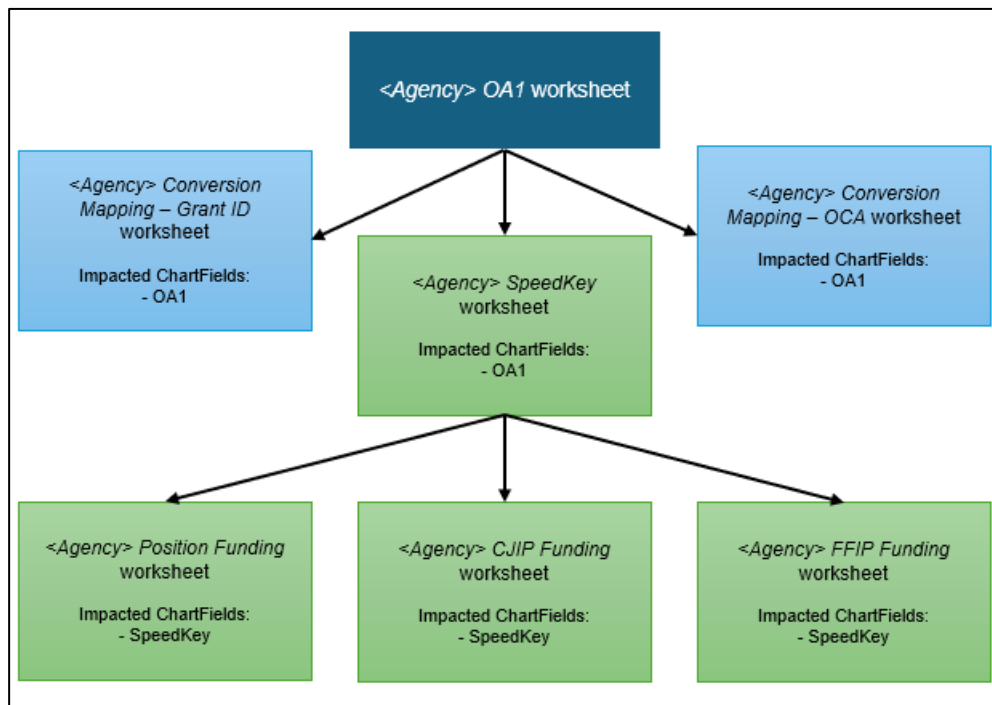 <Agency> OA1 worksheet
<Agency> Conversion
Mapping – Grant ID
worksheet
Impacted ChartFields:
- OA1
<Agency> SpeedKey
worksheet
Impacted ChartFields:
- OA1
<Agency> Conversion
Mapping – OCA worksheet
Impacted ChartFields:
- OA1
<Agency> Position Funding
worksheet
Impacted ChartFields:
- SpeedKey
<Agency> CJIP Funding
worksheet
Impacted ChartFields:
- SpeedKey
<Agency> FFIP Funding
worksheet
Impacted ChartFields:
- SpeedKey